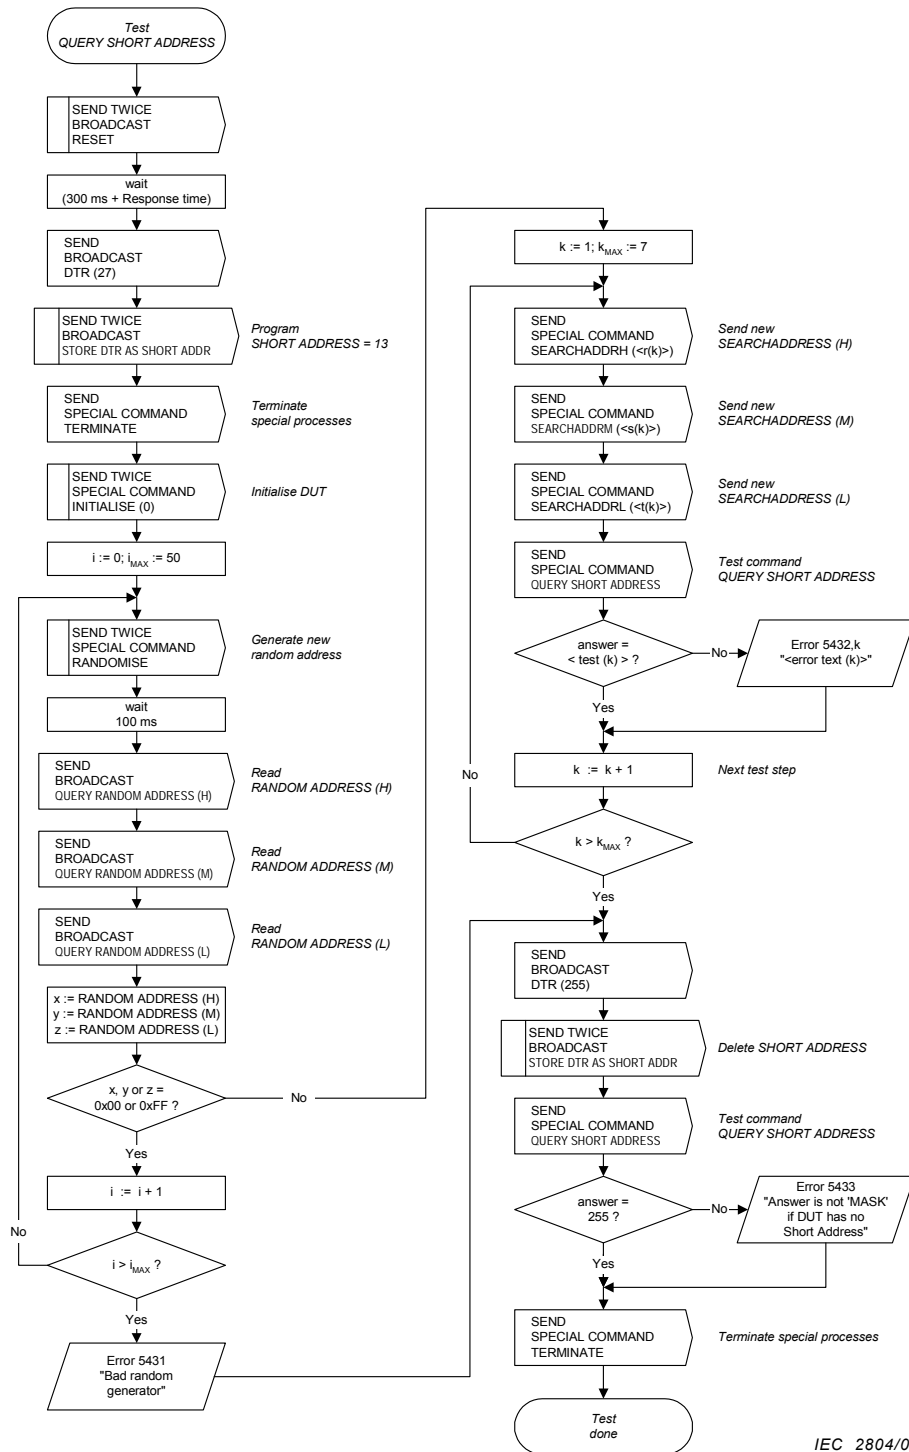 Test
QUERY SHORT ADDRESS
SEND TWICE
BROADCAST
RESET
wait
(300 ms + Response time)
SEND
BROADCAST
DTR (27)
SEND TWICE
BROADCAST
STORE DTR AS SHORT ADDR
Program
SHORT ADDRESS = 13
SEND
SPECIAL COMMAND
TERMINATE
Terminate
special processes
SEND TWICE
SPECIAL COMMAND
INITIALISE (0)
Initialise DUT
i := 0; iMAX := 50
SEND TWICE
SPECIAL COMMAND
RANDOMISE
Generate new
random address
wait
100 ms
SEND
BROADCAST
QUERY RANDOM ADDRESS (H)
Read
RANDOM ADDRESS (H)
SEND
BROADCAST
QUERY RANDOM ADDRESS (M)
Read
RANDOM ADDRESS (M)
SEND
BROADCAST
QUERY RANDOM ADDRESS (L)
Read
RANDOM ADDRESS (L)
x := RANDOM ADDRESS (H)
y := RANDOM ADDRESS (M)
z := RANDOM ADDRESS (L)
x, y or z =
0x00 or 0xFF ?
No
Yes
i := i + 1
No
i > iMAX ?
Yes
Error 5431
"Bad random
generator"
k := 1; kMAX := 7
SEND
SPECIAL COMMAND
SEARCHADDRH (<r(k)>)
Send new
SEARCHADDRESS (H)
SEND
SPECIAL COMMAND
SEARCHADDRM (<s(k)>)
Send new
SEARCHADDRESS (M)
SEND
SPECIAL COMMAND
SEARCHADDRL (<t(k)>)
Send new
SEARCHADDRESS (L)
SEND
SPECIAL COMMAND
QUERY SHORT ADDRESS
Test command
QUERY SHORT ADDRESS
answer =
< test (k) > ?
No
Error 5432,k
"<error text (k)>"
Yes
k := k + 1
Next test step
No
k > kMAX ?
Yes
SEND
BROADCAST
DTR (255)
SEND TWICE
BROADCAST
STORE DTR AS SHORT ADDR
Delete SHORT ADDRESS
SEND
SPECIAL COMMAND
QUERY SHORT ADDRESS
Test command
QUERY SHORT ADDRESS
answer =
255 ?
No
Error 5433
"Answer is not 'MASK'
if DUT has no
Short Address"
Yes
SEND
SPECIAL COMMAND
TERMINATE
Terminate special processes
Test
done
IEC 2804/0